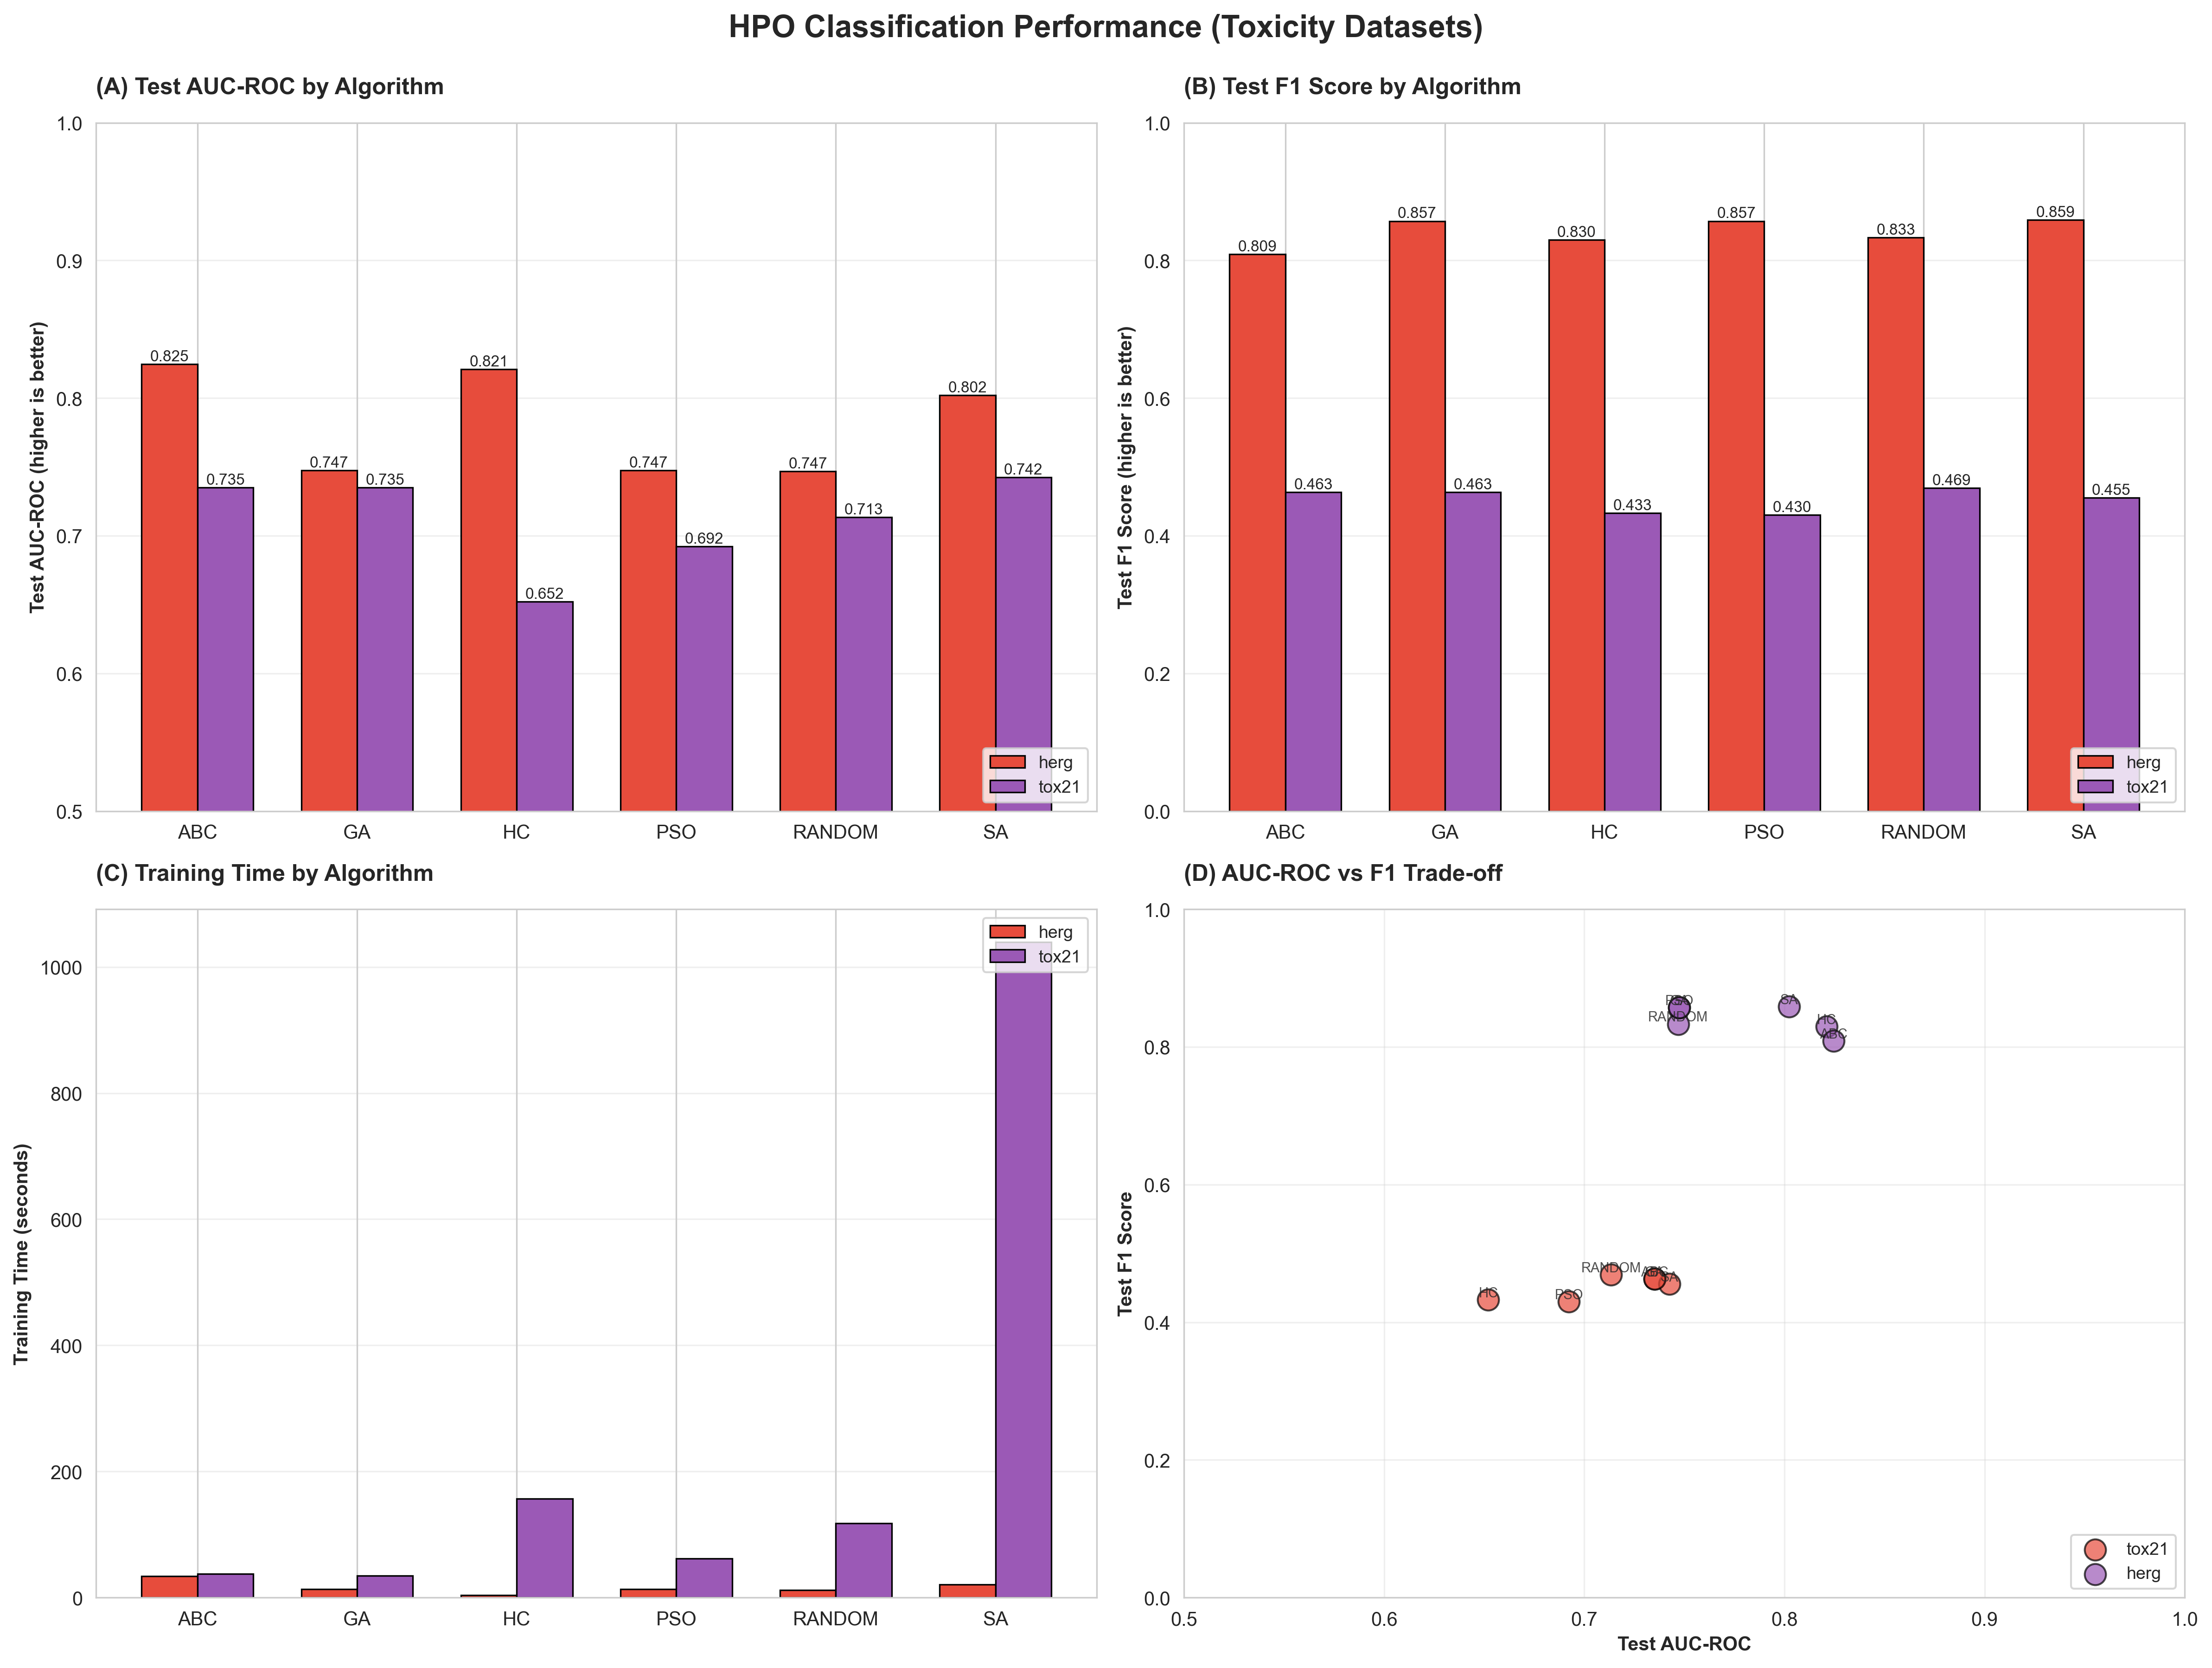 HPO Classification Performance (Toxicity Datasets)
(A) Test AUC-ROC by Algorithm
Test AUC-ROC (higher is better)
1.0
0.9
0.8
0.7
0.6
0.5
0.825
0.735
0.747
0.735
0.821
0.652
0.747
0.692
0.747
0.713
0.802
0.742
herg
tox21
ABC GA HC PSO RANDOM SA
(B) Test F1 Score by Algorithm
Test F1 Score (higher is better)
1.0
0.8
0.6
0.4
0.2
0.0
0.809
0.463
0.857
0.463
0.830
0.433
0.857
0.430
0.833
0.469
0.859
0.455
herg
tox21
ABC GA HC PSO RANDOM SA
(C) Training Time by Algorithm
Training Time (seconds)
1000
800
600
400
200
0
herg
tox21
ABC GA HC PSO RANDOM SA
(D) AUC-ROC vs F1 Trade-off
Test F1 Score
1.0
0.8
0.6
0.4
0.2
0.0
PSO
RANDOM
SA
HC
ABC
HC
PSO
RANDOM
ABC
SA
tox21
herg
0.5 0.6 0.7 0.8 0.9 1.0
Test AUC-ROC